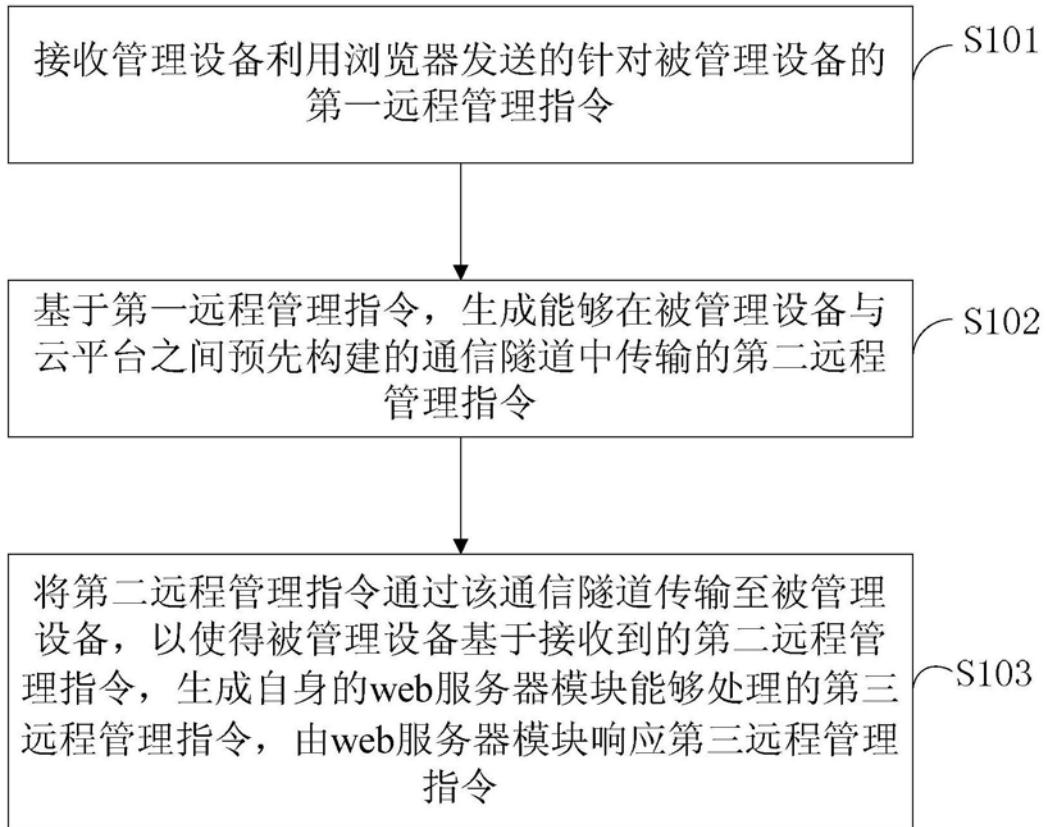 接收管理设备利用浏览器发送的针对被管理设备的
第一远程管理指令
S101
基于第一远程管理指令，生成能够在被管理设备与
云平台之间预先构建的通信隧道中传输的第二远程
管理指令
S102
将第二远程管理指令通过该通信隧道传输至被管理
设备，以使得被管理设备基于接收到的第二远程管
理指令，生成自身的web服务器模块能够处理的第三
远程管理指令，由web服务器模块响应第三远程管理
指令
S103